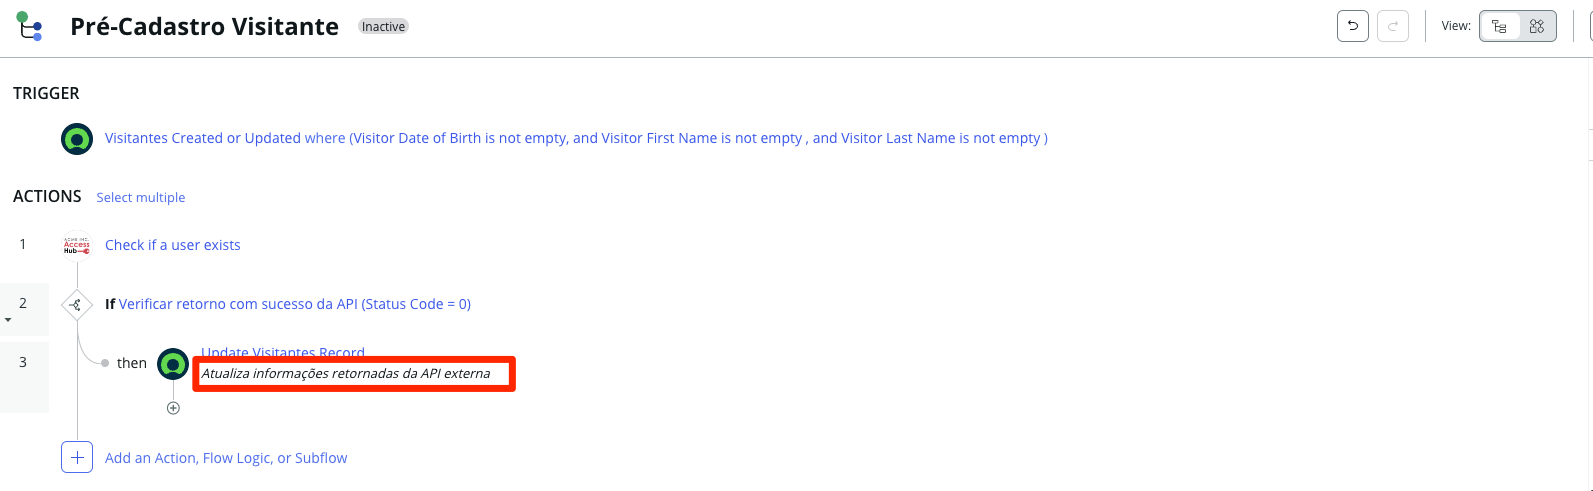 Pré-Cadastro Visitante Inactive View:
TRIGGER
Visitantes Created or Updated where (Visitor Date of Birth is not empty, and Visitor First Name is not empty , and Visitor Last Name is not empty )
ACTIONS Select multiple
1 ACME INC. Access Hub Check if a user exists
2 If Verificar retorno com sucesso da API (Status Code = 0)
3 then Update Visitantes Record
Atualiza informações retornadas da API externa
Add an Action, Flow Logic, or Subflow